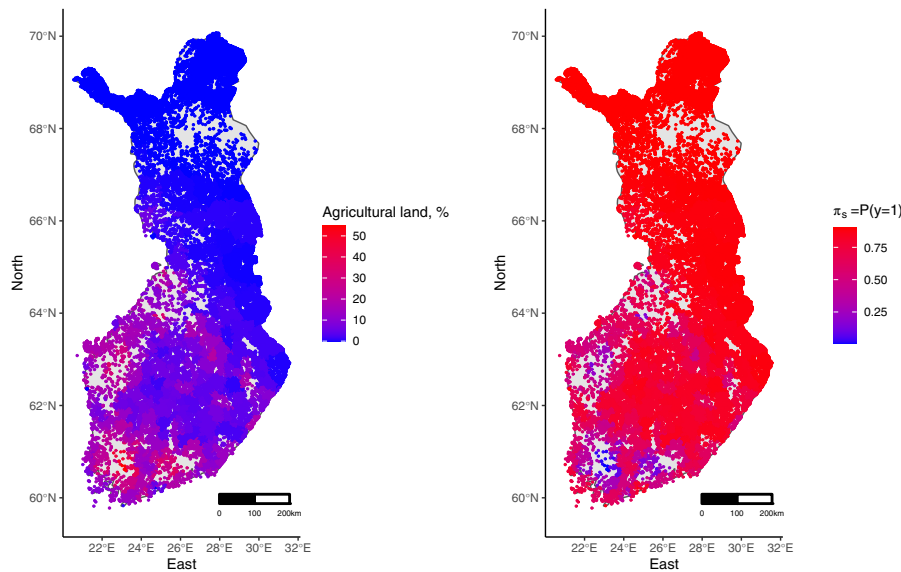 70°N
68°N
66°N
64°N
62°N
60°N
North
22°E 24°E 26°E 28°E 30°E 32°E
East
0 100 200km
Agricultural land, %
50
40
30
20
10
0
70°N
68°N
66°N
64°N
62°N
60°N
North
22°E 24°E 26°E 28°E 30°E 32°E
East
0 100 200km
π_s =P(y=1)
0.75
0.50
0.25